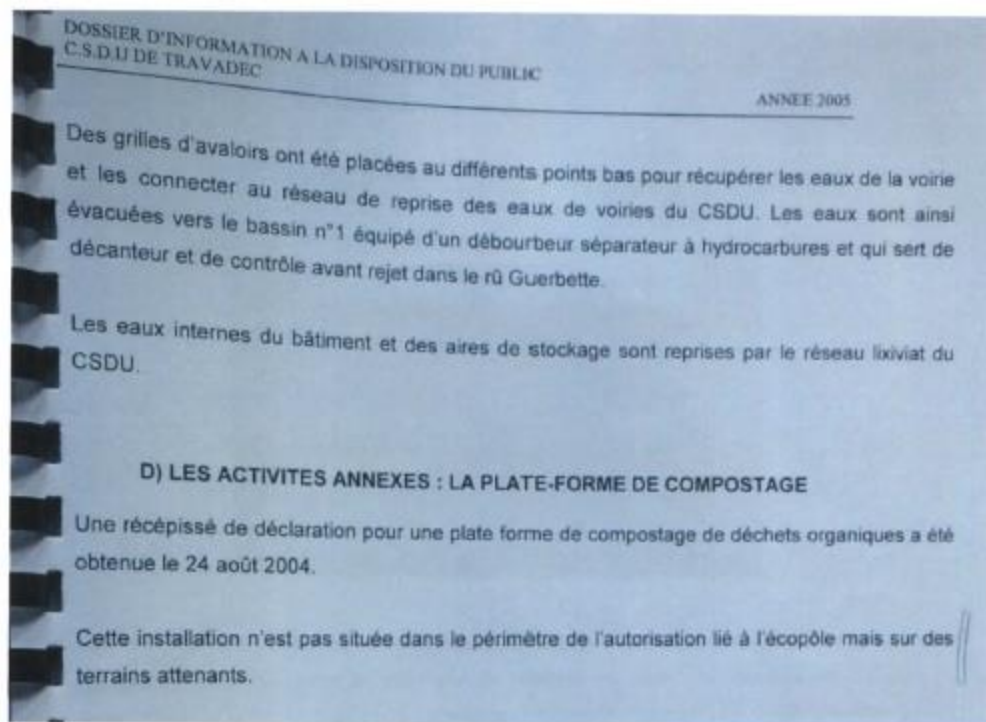 DOSSIER D'INFORMATION A LA DISPOSITION DU PUBLIC
C.S.D.U DE TRAVADEC
ANNEE 2005
Des grilles d'avaloirs ont été placées au différents points bas pour récupérer les eaux de la voirie
et les connecter au réseau de reprise des eaux de voiries du CSDU. Les eaux sont ainsi
évacuées vers le bassin n°1 équipé d'un débourbeur séparateur à hydrocarbures et qui sert de
décanteur et de contrôle avant rejet dans le rû Guerbette.
Les eaux internes du bâtiment et des aires de stockage sont reprises par le réseau lixiviat du
CSDU.
D) LES ACTIVITES ANNEXES : LA PLATE-FORME DE COMPOSTAGE
Une récépissé de déclaration pour une plate forme de compostage de déchets organiques a été
obtenue le 24 août 2004.
Cette installation n'est pas située dans le périmètre de l'autorisation lié à l'écopôle mais sur des
terrains attenants.